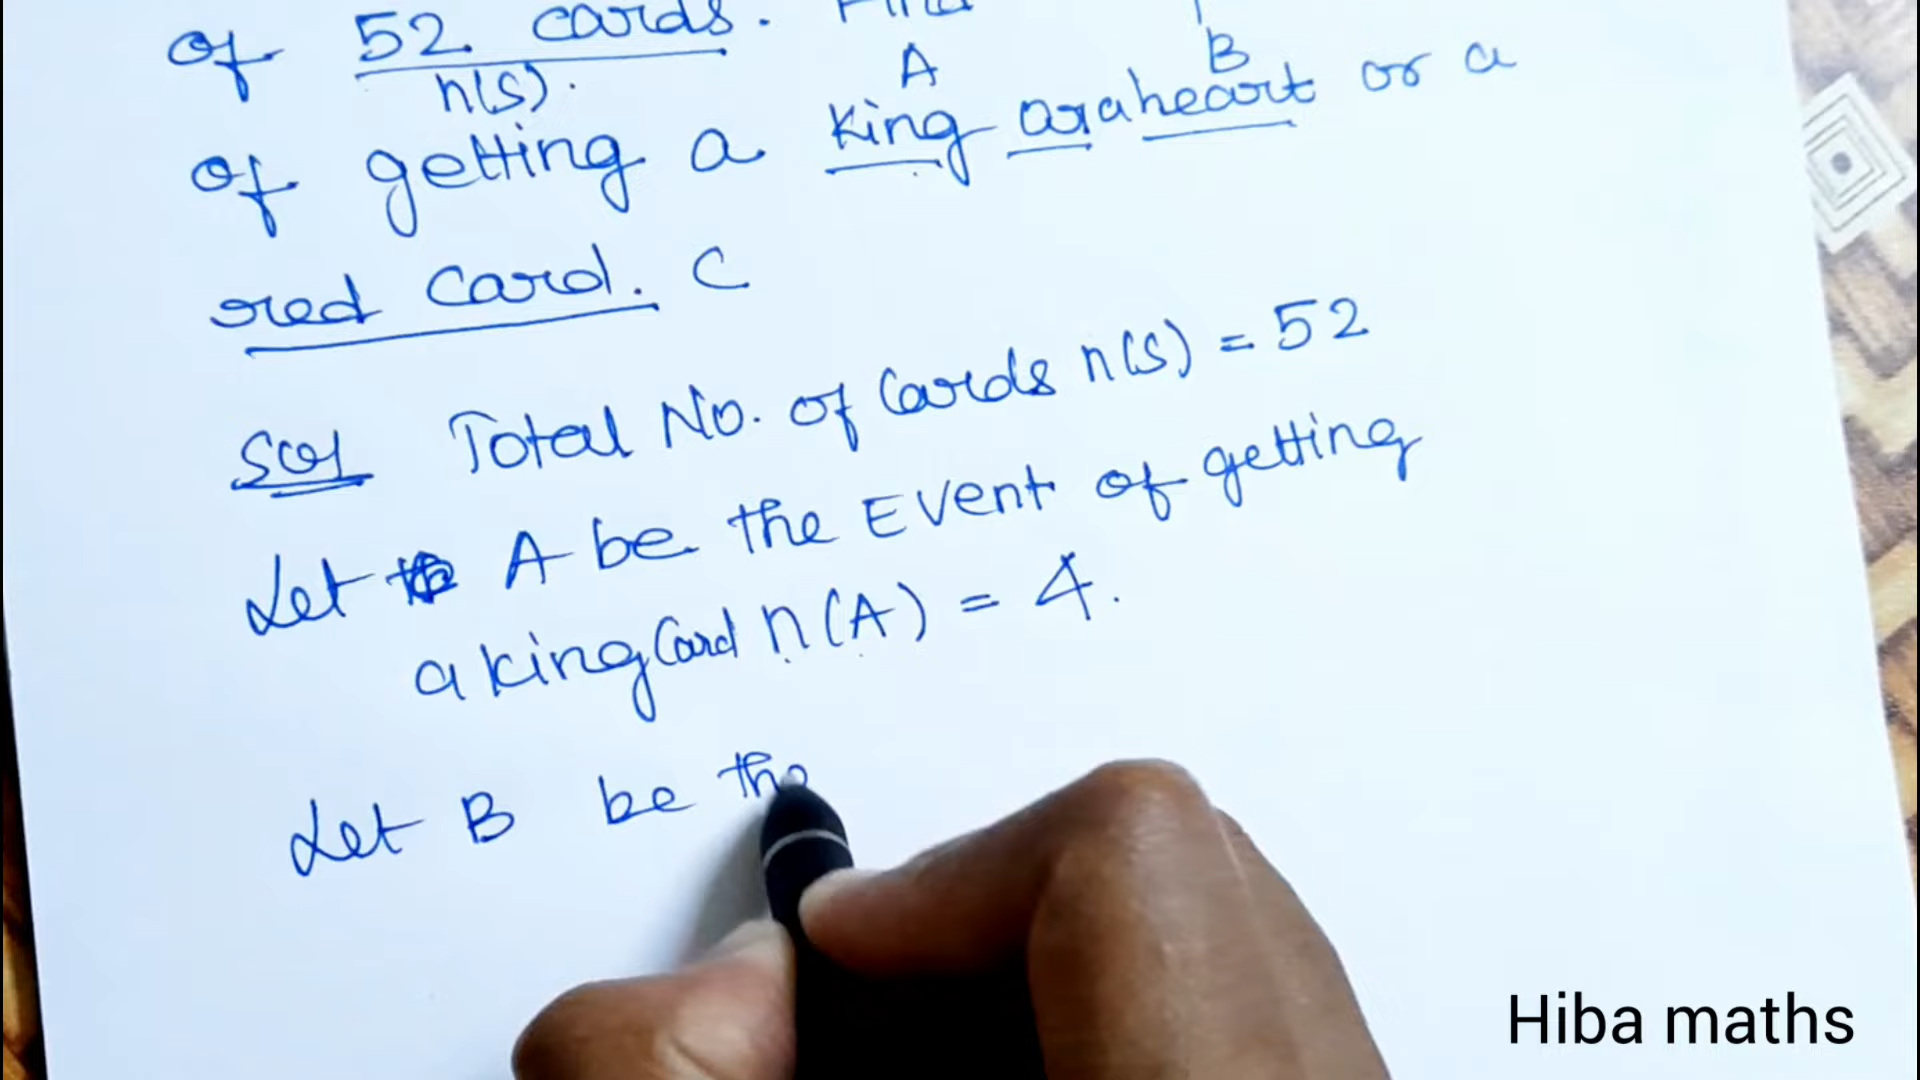 of 52 cards. Find
n(S). A B
of getting a King or a heart or a
red Card. C
Sol Total No. of Cards n(S) = 52
Let A be the Event of getting
a king Card n(A) = 4.
Let B be the
Hiba maths